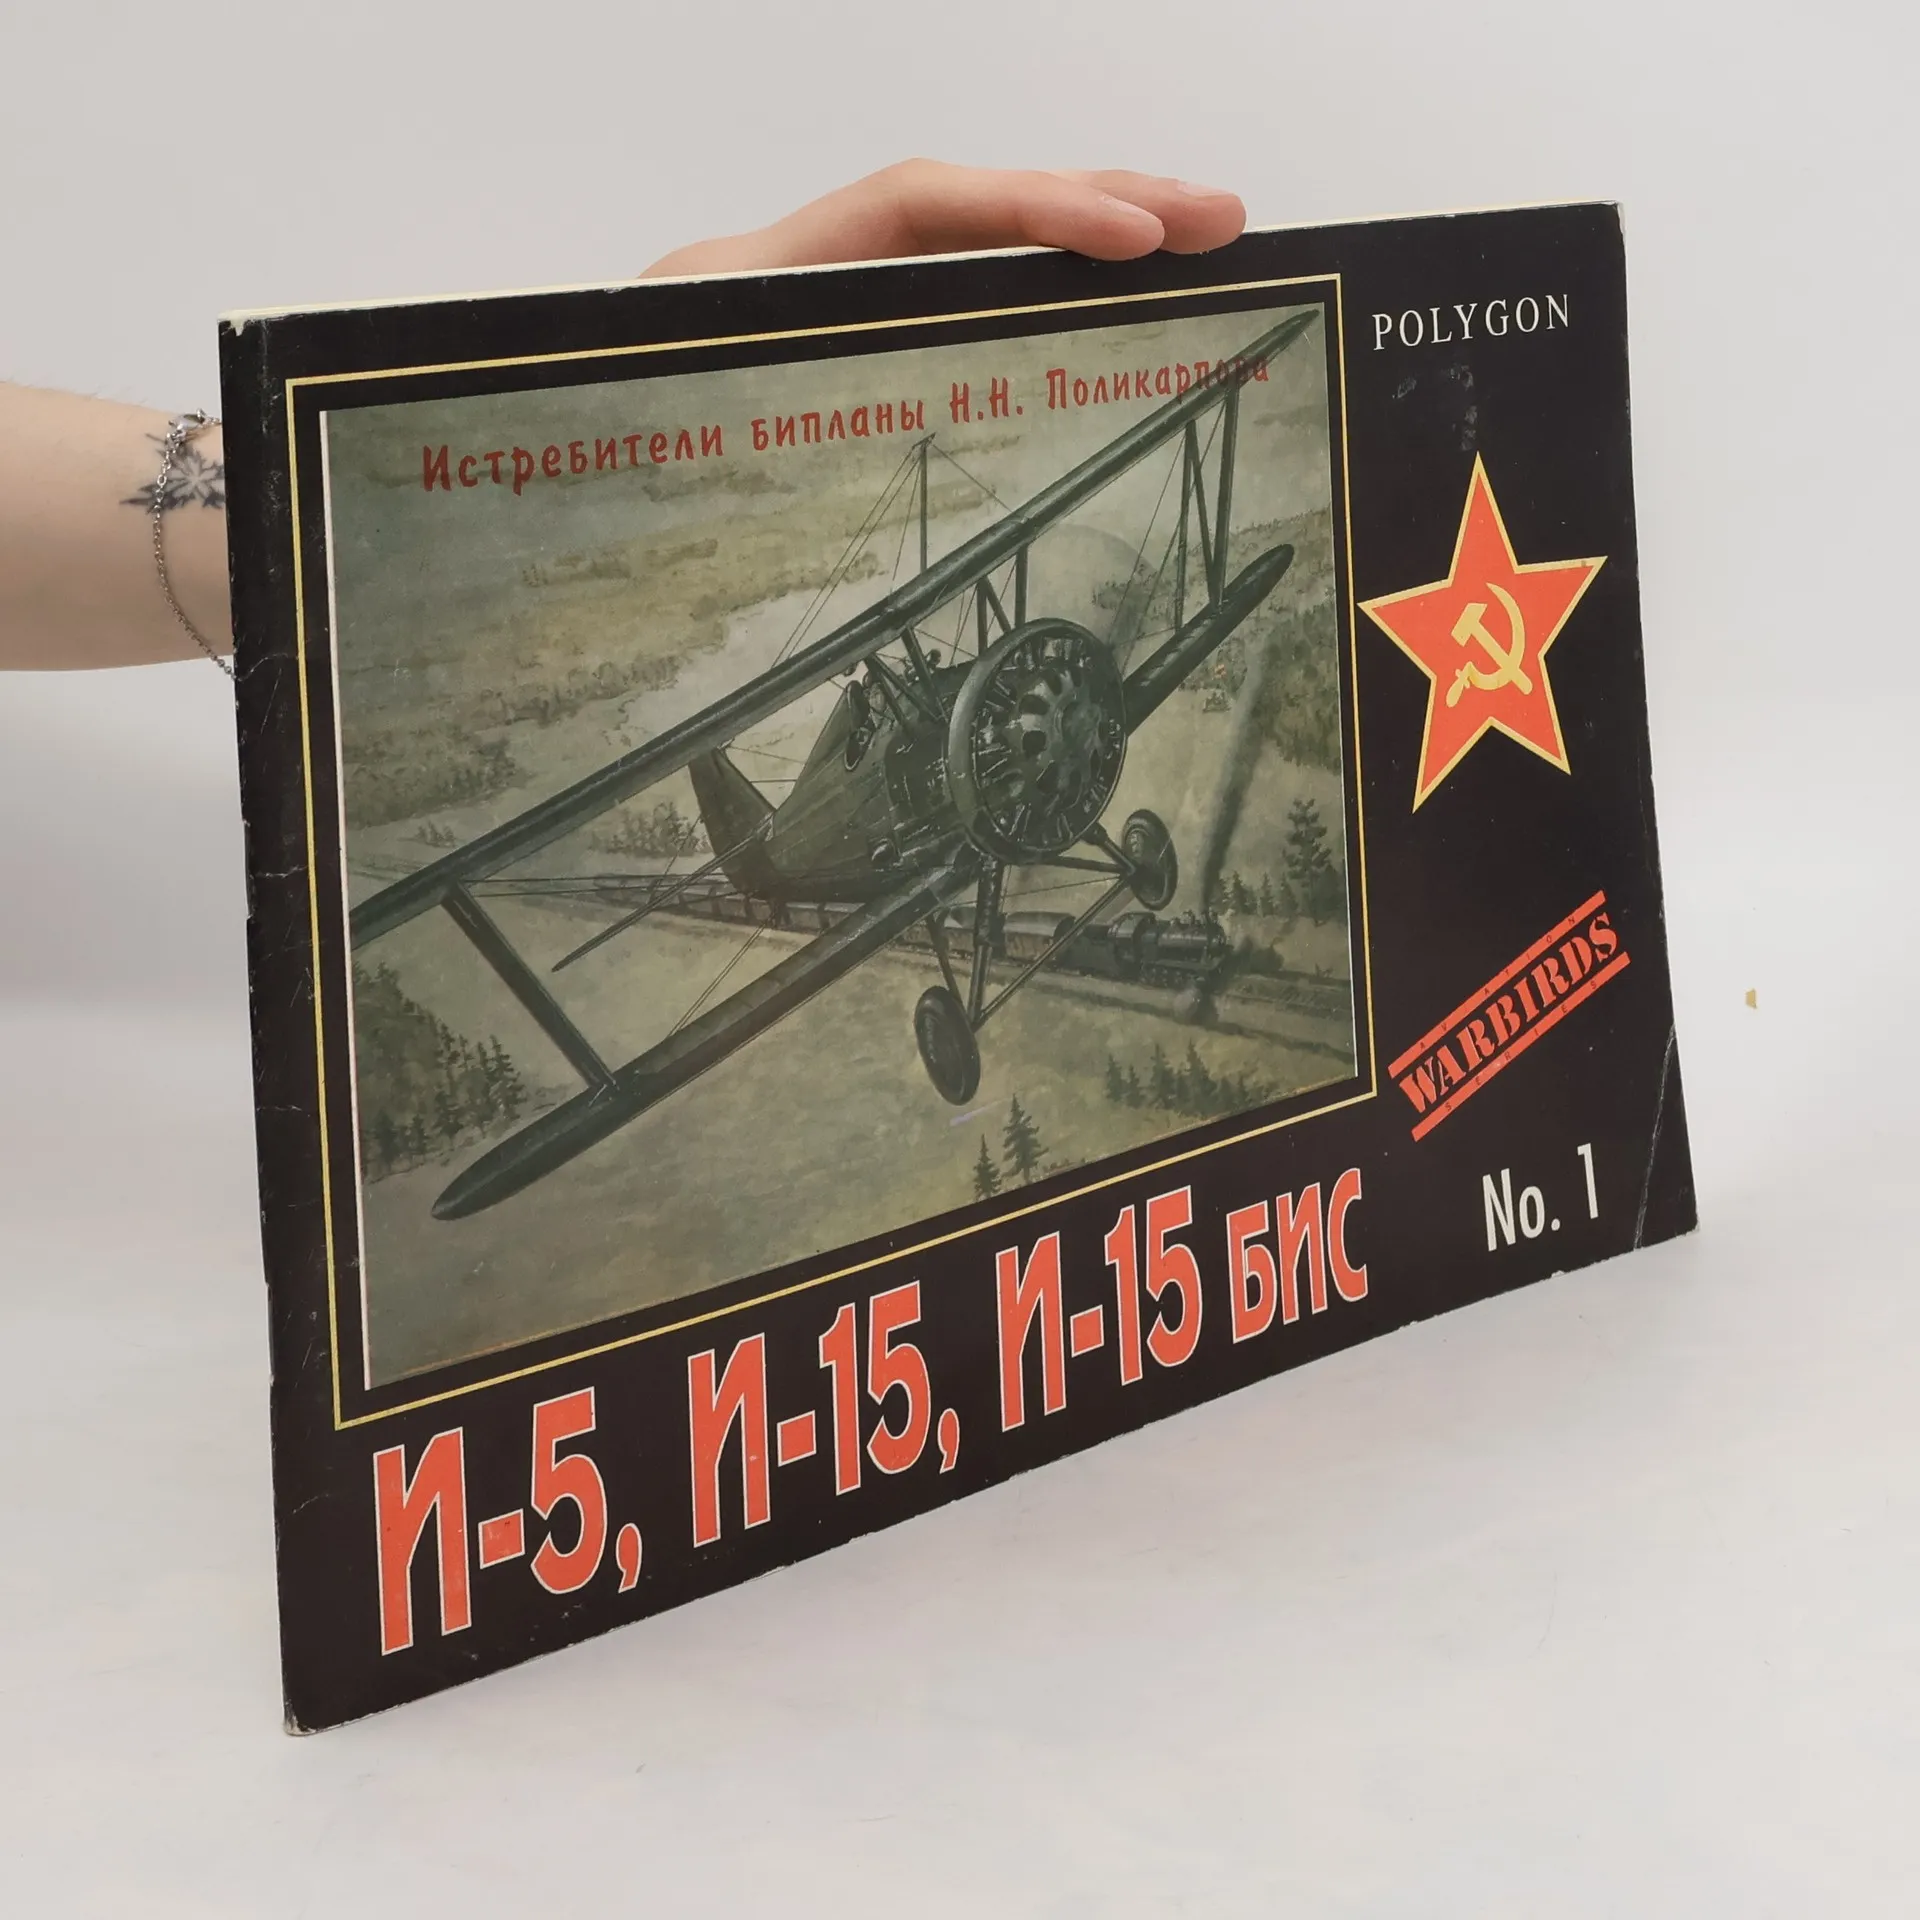 Истребители бипланы Н.Н. Поликарпова
POLYGON
AVIATION
WARBIRDS
SERIES
No. 1
И-5, И-15, И-15 БИС